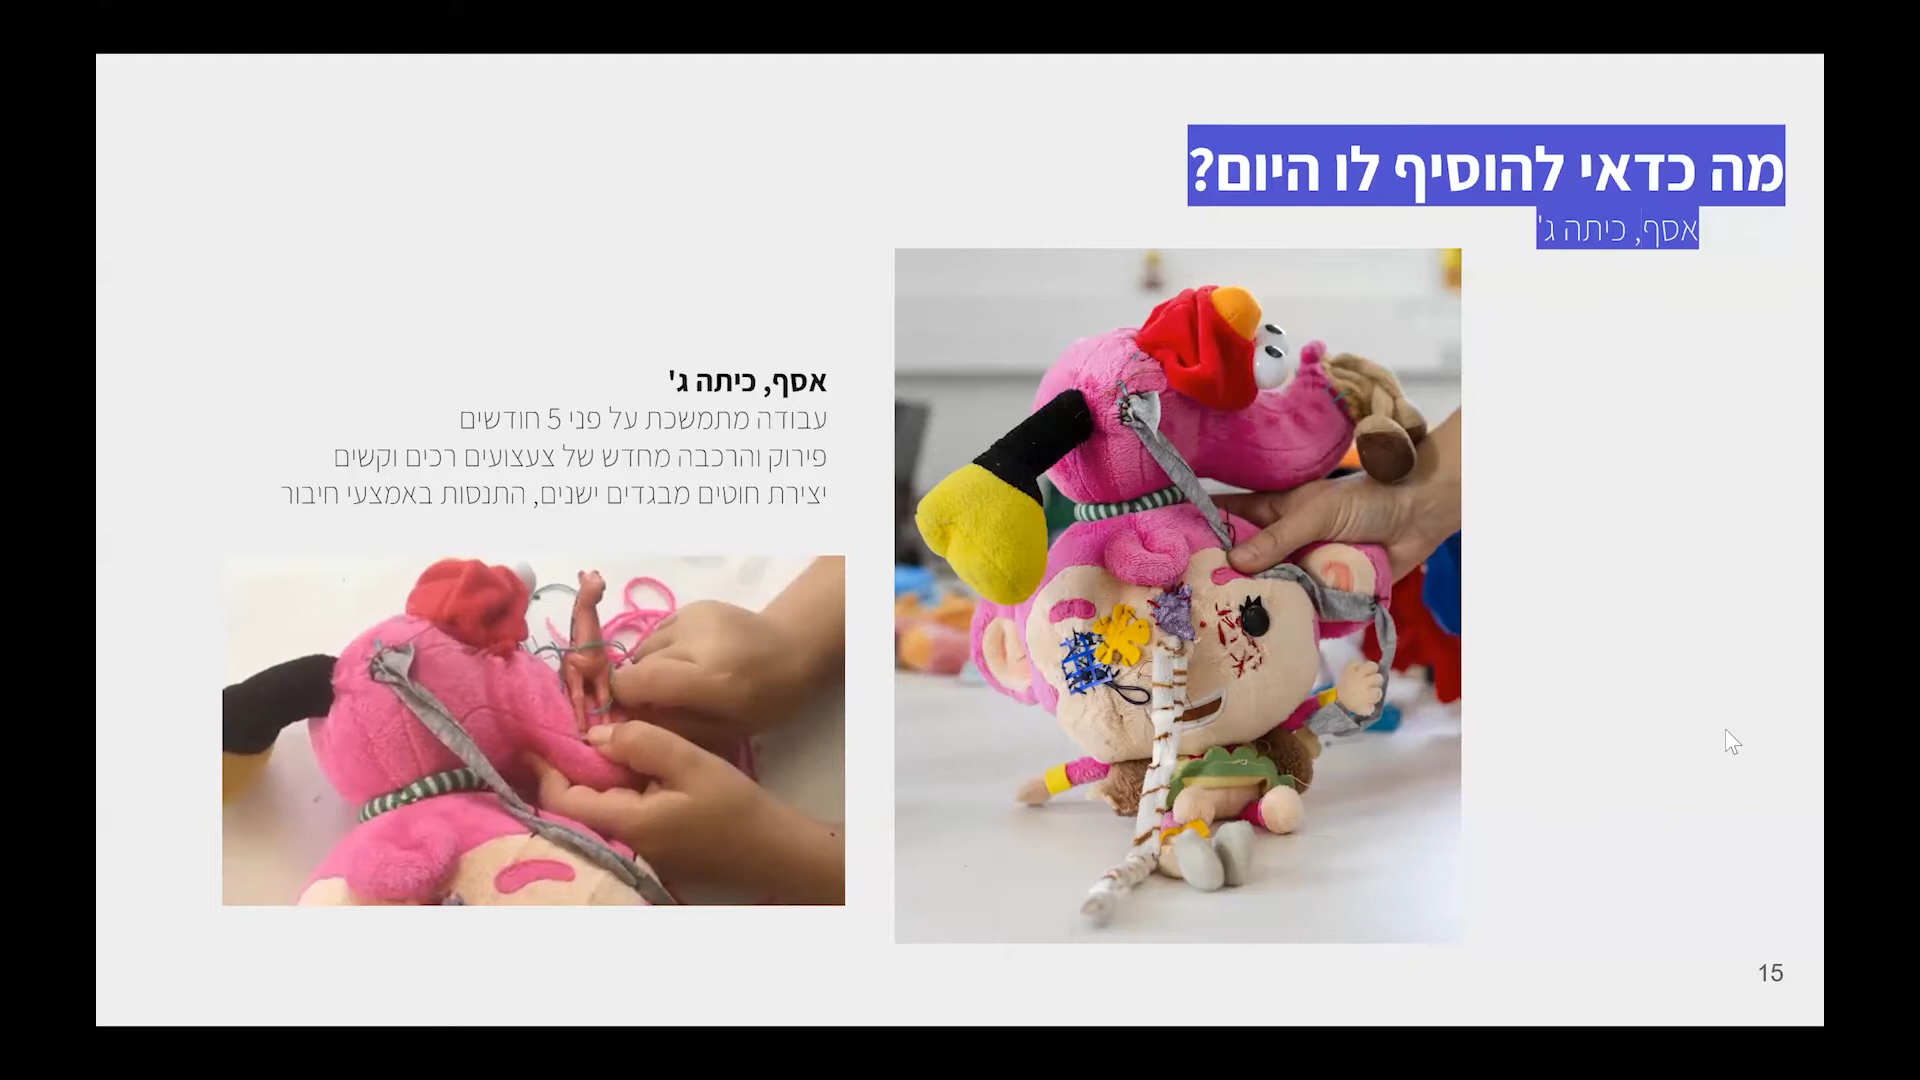 מה כדאי להוסיף לו היום?
אסף, כיתה ג'
אסף, כיתה ג'
עבודה מתמשכת על פני 5 חודשים
פירוק והרכבה מחדש של צעצועים רכים וקשים
יצירת חוטים מבגדים ישנים, התנסות באמצעי חיבור
15